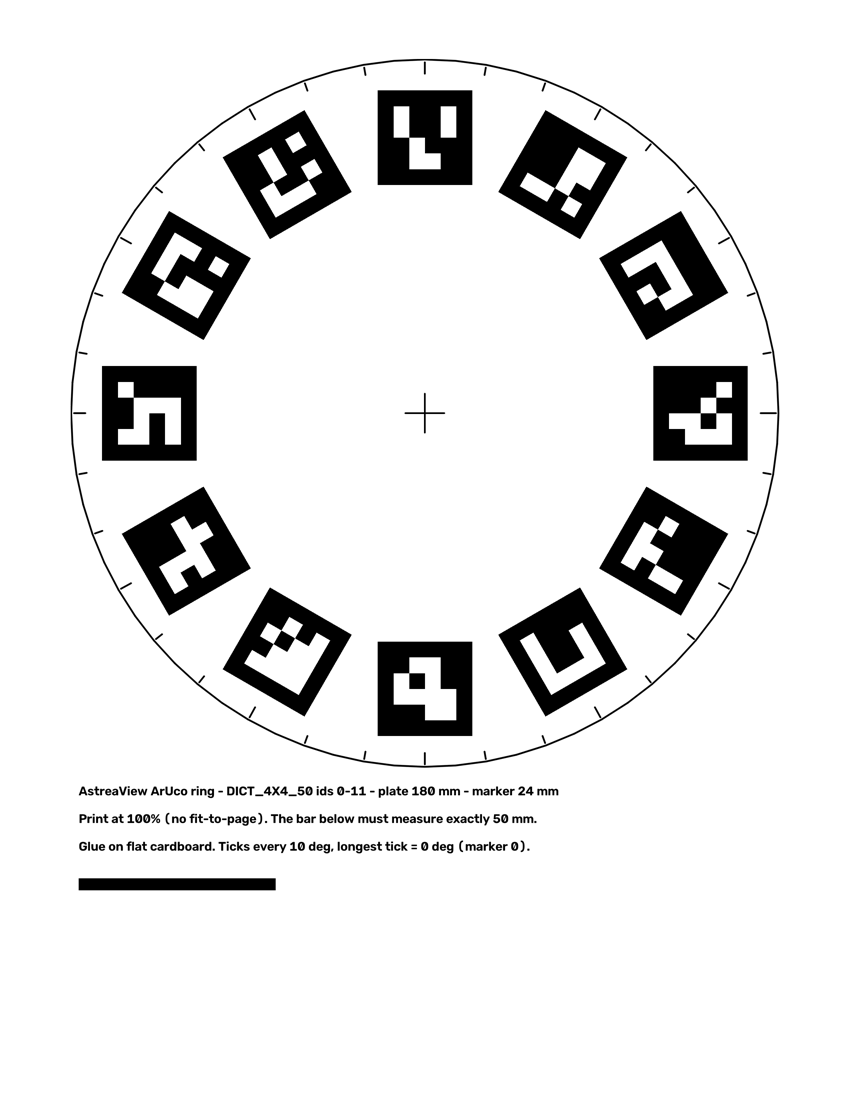 AstreaView ArUco ring - DICT_4X4_50 ids 0-11 - plate 180 mm - marker 24 mm
Print at 100% (no fit-to-page). The bar below must measure exactly 50 mm.
Glue on flat cardboard. Ticks every 10 deg, longest tick = 0 deg (marker 0).